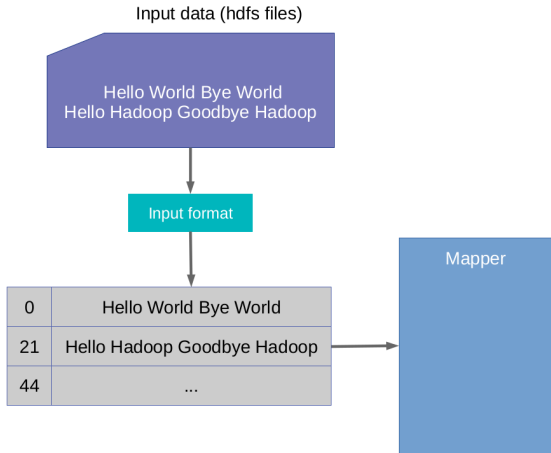 Input data (hdfs files)
Hello World Bye World
Hello Hadoop Goodbye Hadoop
Input format
Mapper
0 Hello World Bye World
21 Hello Hadoop Goodbye Hadoop
44 ...